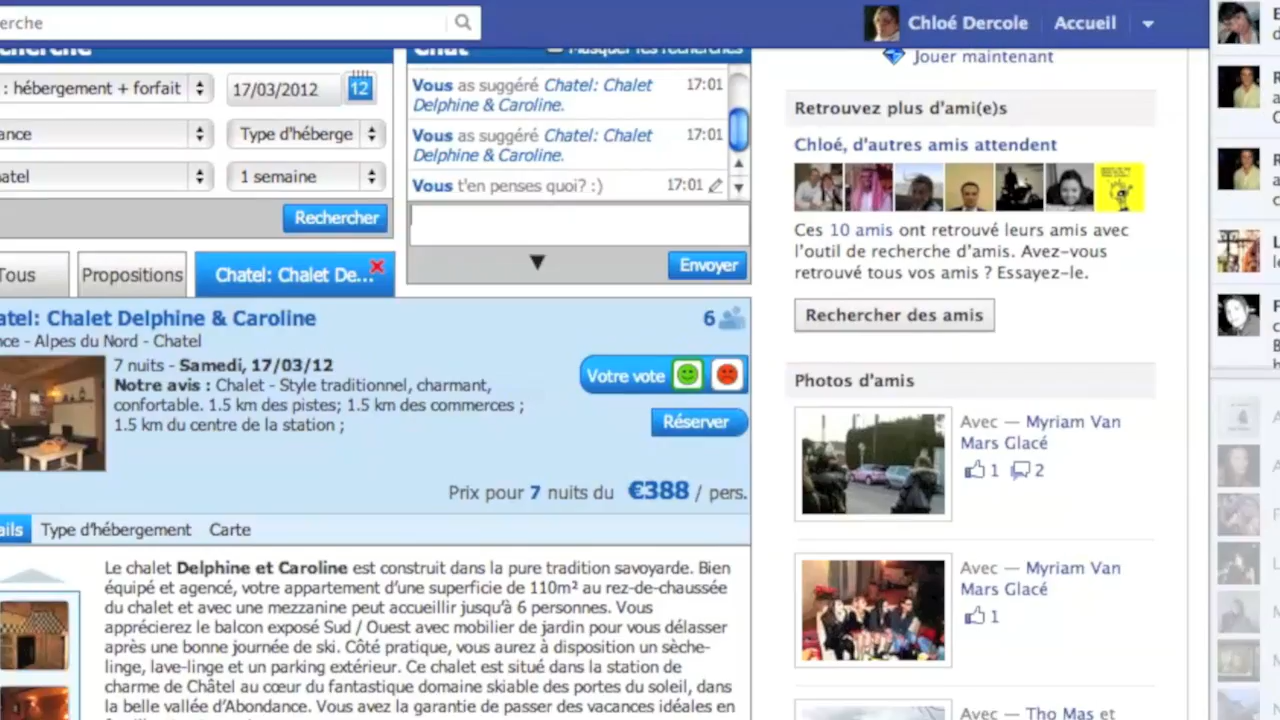 erche
Chloé Dercole Accueil
cherche
Chat
Masquer les recherches
: hébergement + forfait
17/03/2012
12
ance
Type d'héberge
atel
1 semaine
Rechercher
Vous as suggéré Chatel: Chalet
Delphine & Caroline.
17:01
Vous as suggéré Chatel: Chalet
Delphine & Caroline.
17:01
Vous t'en penses quoi? :)
17:01
▼
Envoyer
Tous
Propositions
Chatel: Chalet De...
atel: Chalet Delphine & Caroline
6
nce - Alpes du Nord - Chatel
7 nuits - Samedi, 17/03/12
Notre avis : Chalet - Style traditionnel, charmant,
confortable. 1.5 km des pistes; 1.5 km des commerces ;
1.5 km du centre de la station ;
Votre vote
Réserver
Prix pour 7 nuits du €388 / pers.
ails
Type d'hébergement
Carte
Le chalet Delphine et Caroline est construit dans la pure tradition savoyarde. Bien
équipé et agencé, votre appartement d'une superficie de 110m² au rez-de-chaussée
du chalet et avec une mezzanine peut accueillir jusqu'à 6 personnes. Vous
apprécierez le balcon exposé Sud / Ouest avec mobilier de jardin pour vous délasser
après une bonne journée de ski. Côté pratique, vous aurez à disposition un sèche-
linge, lave-linge et un parking extérieur. Ce chalet est situé dans la station de
charme de Châtel au cœur du fantastique domaine skiable des portes du soleil, dans
la belle vallée d'Abondance. Vous avez la garantie de passer des vacances idéales en
Jouer maintenant
Retrouvez plus d'ami(e)s
Chloé, d'autres amis attendent
Ces 10 amis ont retrouvé leurs amis avec
l'outil de recherche d'amis. Avez-vous
retrouvé tous vos amis ? Essayez-le.
Rechercher des amis
Photos d'amis
Avec — Myriam Van
Mars Glacé
1 2
Avec — Myriam Van
Mars Glacé
1
Avec — Tho Mas et